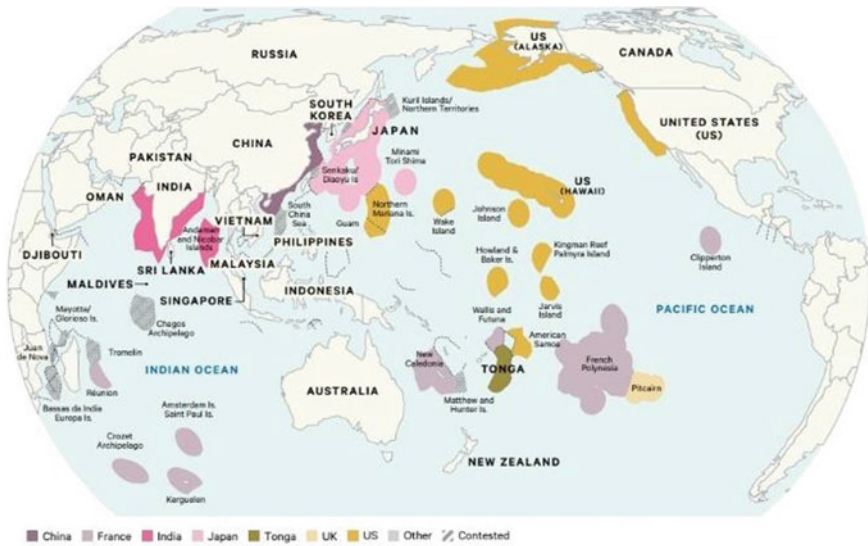 RUSSIA
US
(ALASKA)
CANADA
SOUTH
KOREA
Kuril Islands/
Northern Territories
JAPAN
UNITED STATES
(US)
CHINA
PAKISTAN
Senkaku/
Diaoyu Is.
Minami
Tori Shima
OMAN
INDIA
US
(HAWAII)
South
China
Sea
Northern
Mariana Is.
Johnson
Island
VIETNAM
Guam
Wake
Island
Andaman
and Nicobar
Islands
PHILIPPINES
Howland &
Baker Is.
Kingman Reef
Palmyra Island
Clipperton
Island
DJIBOUTI
SRI LANKA
MALAYSIA
MALDIVES
SINGAPORE
INDONESIA
Wallis and
Futuna
Jarvis
Island
PACIFIC OCEAN
Mayotte/
Glorioso Is.
Chagos
Archipelago
American
Samoa
Juan
de Nova
Tromelin
New
Caledonia
French
Polynesia
INDIAN OCEAN
TONGA
Réunion
AUSTRALIA
Pitcairn
Bassas de India
Europa Is.
Amsterdam Is.
Saint Paul Is.
Matthew and
Hunter Is.
Crozet
Archipelago
NEW ZEALAND
Kerguelen
China France India Japan Tonga UK US Other Contested